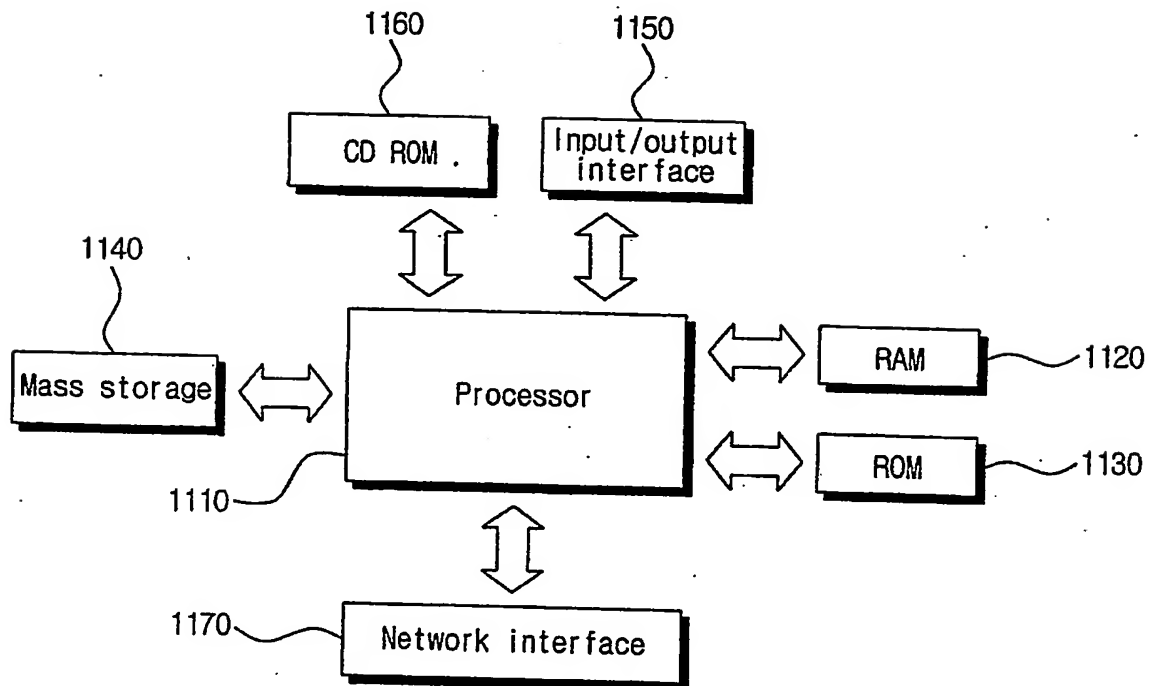 1160
1150
CD ROM
Input/output
interface
1140
Mass storage
Processor
RAM
1120
ROM
1130
1110
1170
Network interface